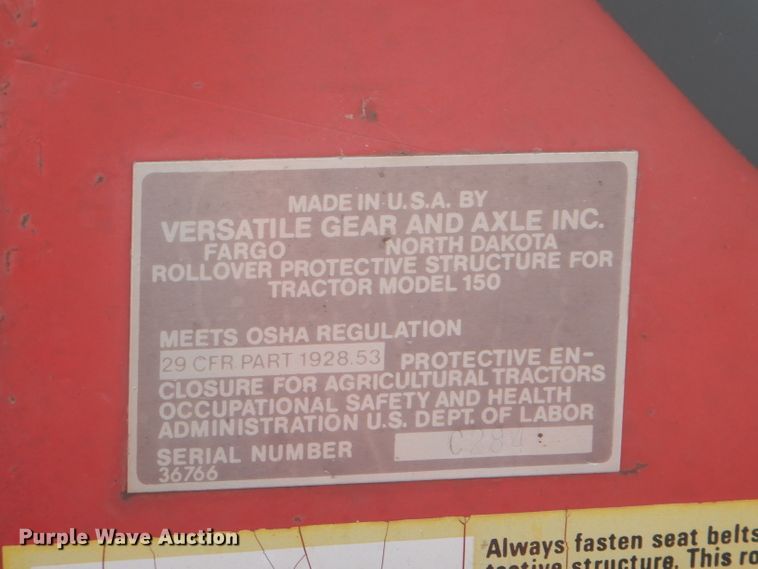 MADE IN U.S.A. BY
VERSATILE GEAR AND AXLE INC.
FARGO NORTH DAKOTA
ROLLOVER PROTECTIVE STRUCTURE FOR
TRACTOR MODEL 150
MEETS OSHA REGULATION
29 CFR PART 1928.53 PROTECTIVE EN-
CLOSURE FOR AGRICULTURAL TRACTORS
OCCUPATIONAL SAFETY AND HEALTH
ADMINISTRATION U.S. DEPT. OF LABOR
SERIAL NUMBER
36766
Purple Wave Auction
Always fasten seat belts
structure. This